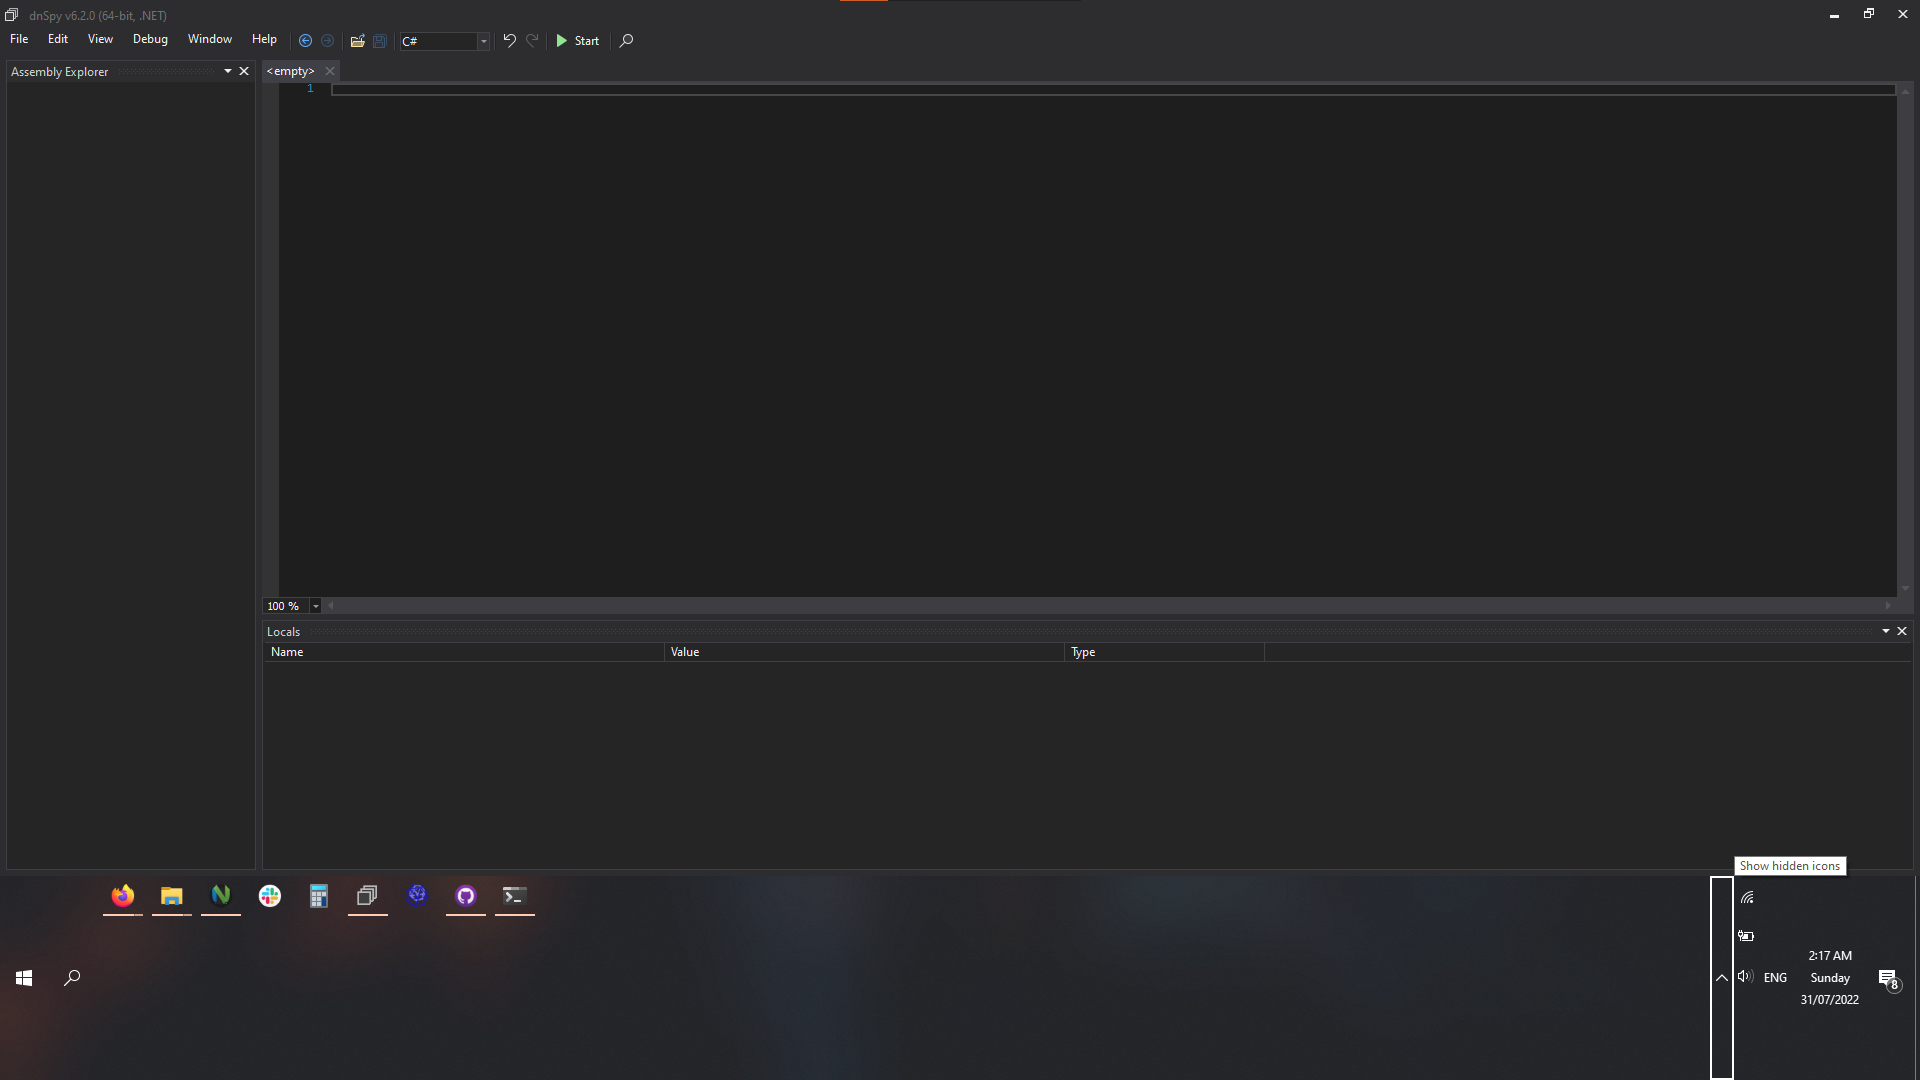 dnSpy v6.2.0 (64-bit, .NET)
File Edit View Debug Window Help C# Start
Assembly Explorer
<empty>
1
100 %
Locals
Name Value Type
Show hidden icons
2:17 AM
ENG Sunday 8
31/07/2022